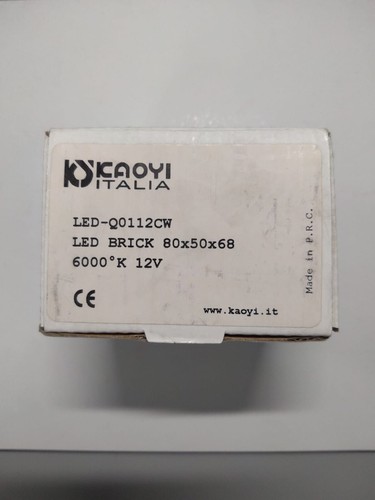 KAOYI
ITALIA
LED-Q0112CW
LED BRICK 80x50x68
6000°K 12V
CE
www.kaoyi.it
Made in P.R.C.